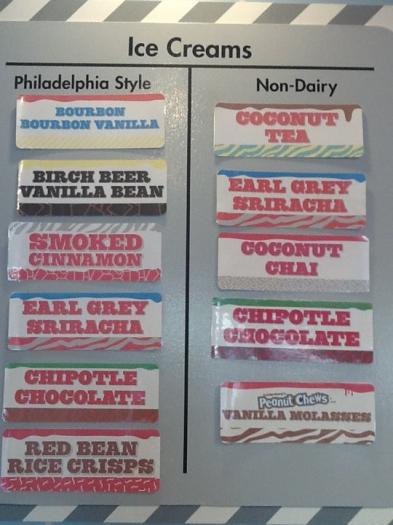 Ice Creams
Philadelphia Style
BOURBON
BOURBON VANILLA
BIRCH BEER
VANILLA BEAN
SMOKED
CINNAMON
EARL GREY
SRIRACHA
CHIPOTLE
CHOCOLATE
RED BEAN
RICE CRISPS
Non-Dairy
COCONUT
TEA
EARL GREY
SRIRACHA
COCONUT
CHAI
CHIPOTLE
CHOCOLATE
Peanut Chews
VANILLA MOLASSES